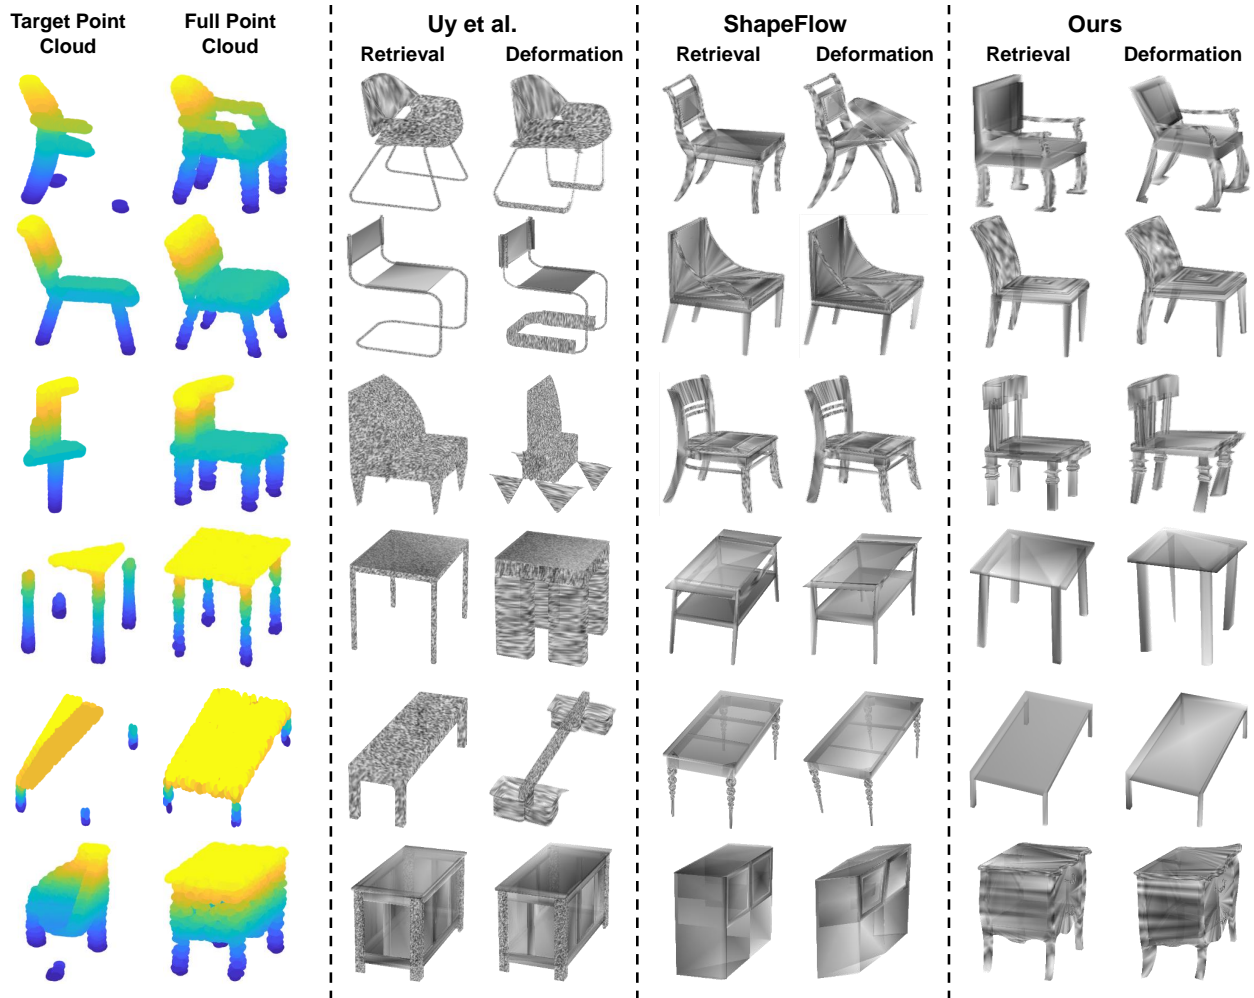 Target Point
Cloud
Full Point
Cloud
Uy et al.
Retrieval
Deformation
ShapeFlow
Retrieval
Deformation
Ours
Retrieval
Deformation